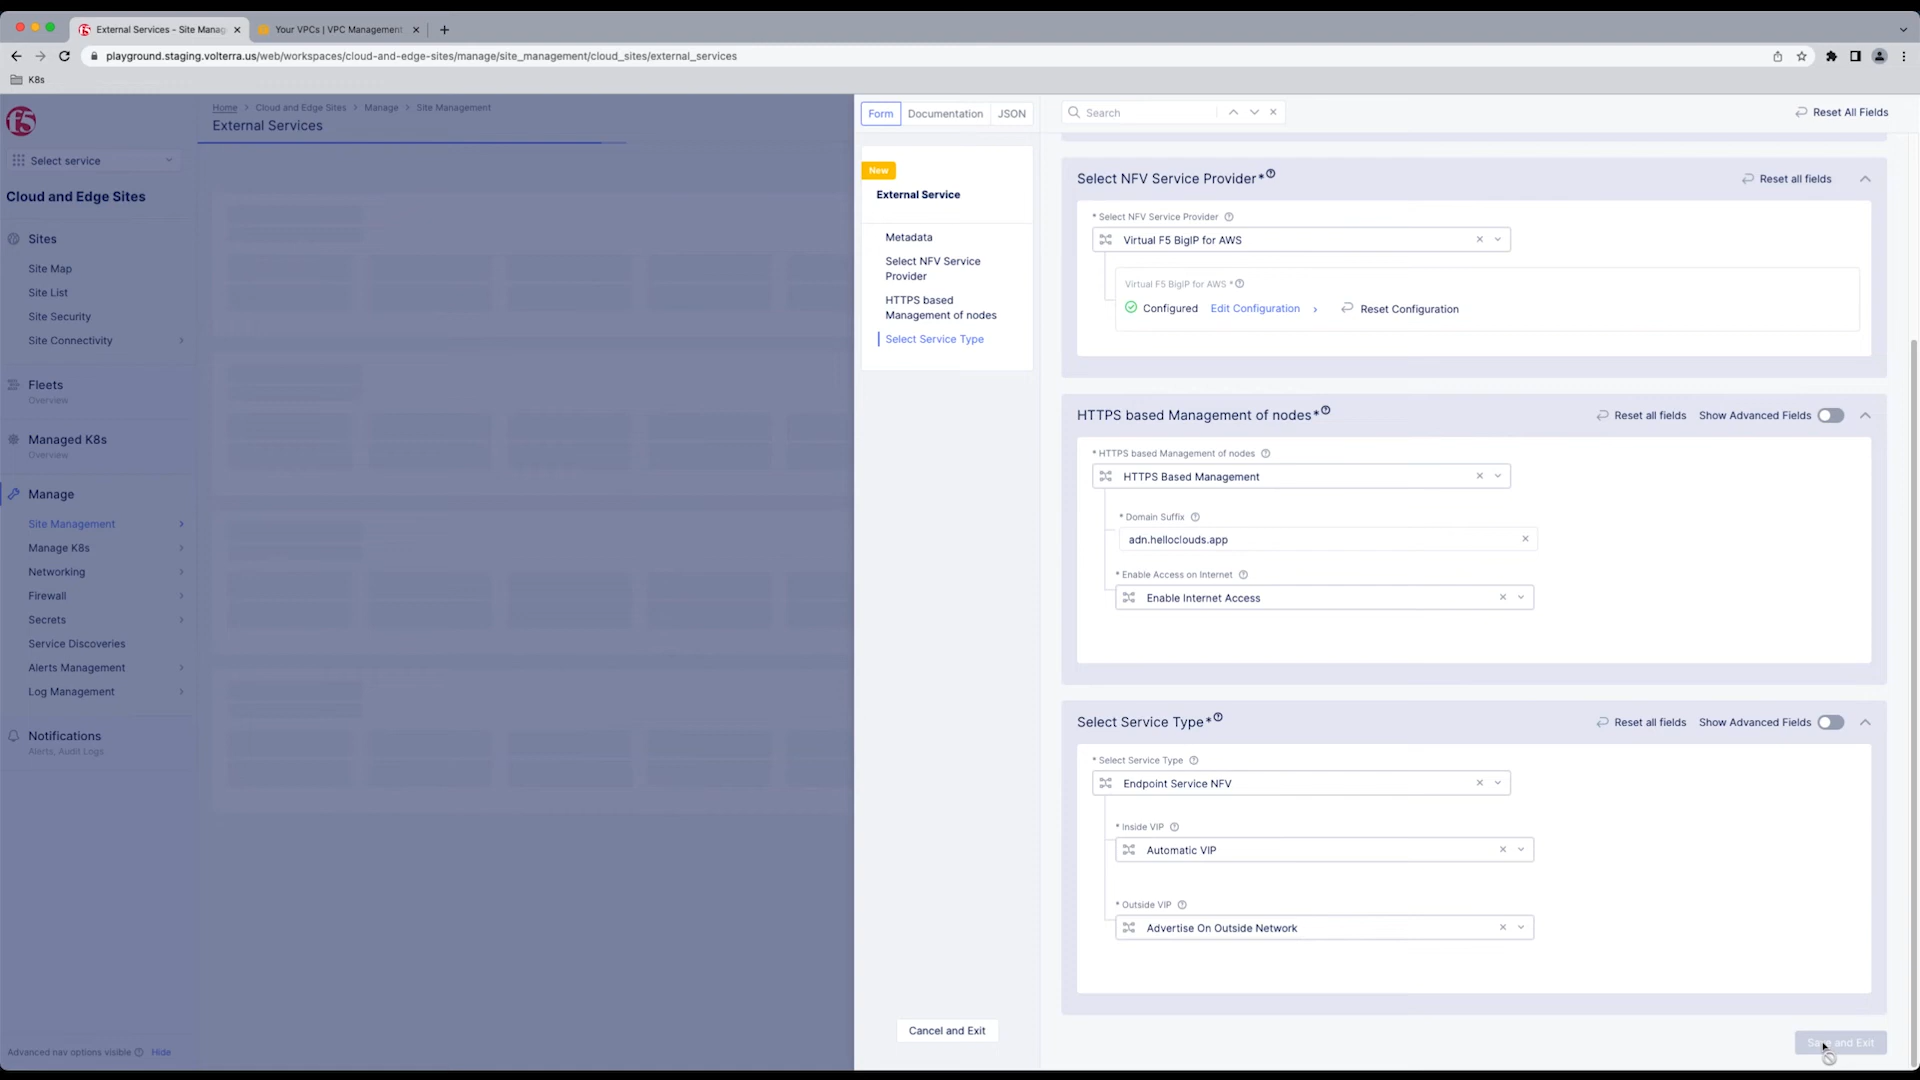 External Services - Site Manag
Your VPCs | VPC Management
playground.staging.volterra.us/web/workspaces/cloud-and-edge-sites/manage/site_management/cloud_sites/external_services
K8s
Home > Cloud and Edge Sites > Manage > Site Management
External Services
Select service
Cloud and Edge Sites
Sites
Site Map
Site List
Site Security
Site Connectivity
Fleets
Overview
Managed K8s
Overview
Manage
Site Management
Manage K8s
Networking
Firewall
Secrets
Service Discoveries
Alerts Management
Log Management
Notifications
Alerts, Audit Logs
Advanced nav options visible Hide
Form Documentation JSON
New
External Service
Metadata
Select NFV Service
Provider
HTTPS based
Management of nodes
Select Service Type
Cancel and Exit
Search
Reset All Fields
Select NFV Service Provider*
Reset all fields
* Select NFV Service Provider
Virtual F5 BigIP for AWS
Virtual F5 BigIP for AWS *
Configured Edit Configuration > Reset Configuration
HTTPS based Management of nodes*
Reset all fields Show Advanced Fields
* HTTPS based Management of nodes
HTTPS Based Management
* Domain Suffix
adn.helloclouds.app
* Enable Access on Internet
Enable Internet Access
Select Service Type*
Reset all fields Show Advanced Fields
* Select Service Type
Endpoint Service NFV
* Inside VIP
Automatic VIP
* Outside VIP
Advertise On Outside Network
Save and Exit